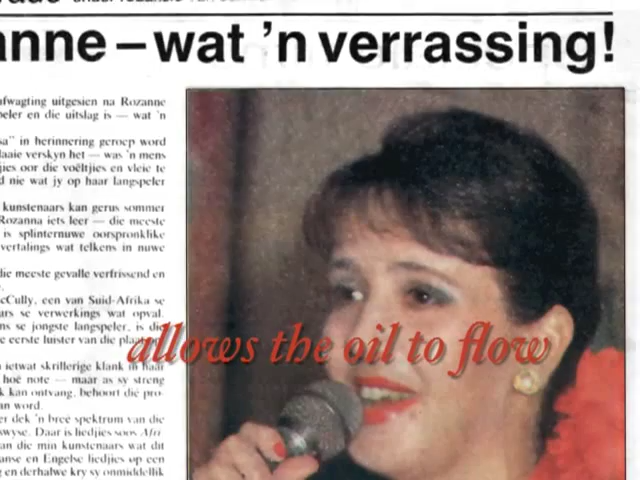 anne – wat 'n verrassing!
afwagting uitgesien na Rozanne
peler en die uitslag is — wat 'n
sa" in herinnering geroep word
laaie verskyn het — was 'n mens
jies oor die voëltjies en vleie te
d nie wat jy op haar langspeler
kunstenaars kan gerus sommer
Rozanna iets leer — die meeste
is splinternuwe oorspronklike
vertalings wat telkens in nuwe
die meeste gevalle verfrissend en
cCully, een van Suid-Afrika se
ars se verwerkings wat opval.
ns se jongste langspeler, is die
e eerste luister van die plaat
allows the oil to flow
ietwat skrillerige klank in haar
hoë note — maar as sy streng
k kan ontvang, behoort die pro-
an word.
er dek 'n breë spektrum van die
wyse. Daar is liedjies soos Afri-
an die min kunstenaars wat dit
anse en Engelse liedjies op een
g en derhalwe kry sy onmiddellik